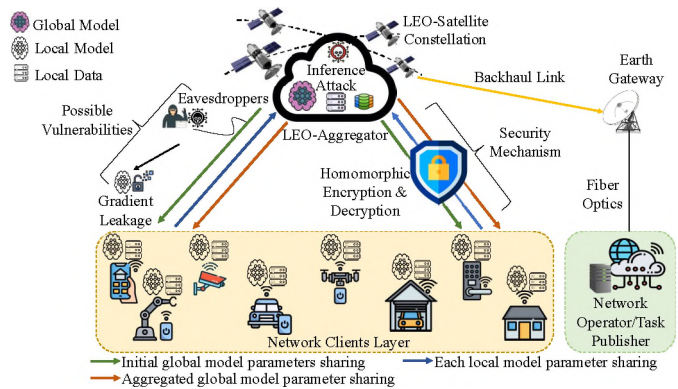 Global Model
Local Model
Local Data
LEO-Satellite
Constellation
Inference
Attack
LEO-Aggregator
Backhaul Link
Earth
Gateway
Possible
Vulnerabilities
Eavesdroppers
Gradient
Leakage
Security
Mechanism
Homomorphic
Encryption &
Decryption
Fiber
Optics
Network Clients Layer
Network
Operator/Task
Publisher
Initial global model parameters sharing
Each local model parameter sharing
Aggregated global model parameter sharing